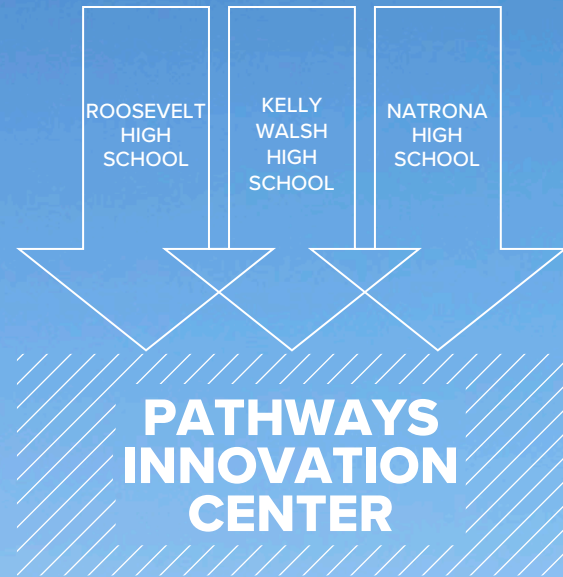 ROOSEVELT
HIGH
SCHOOL
KELLY
WALSH
HIGH
SCHOOL
NATRONA
HIGH
SCHOOL
PATHWAYS
INNOVATION
CENTER